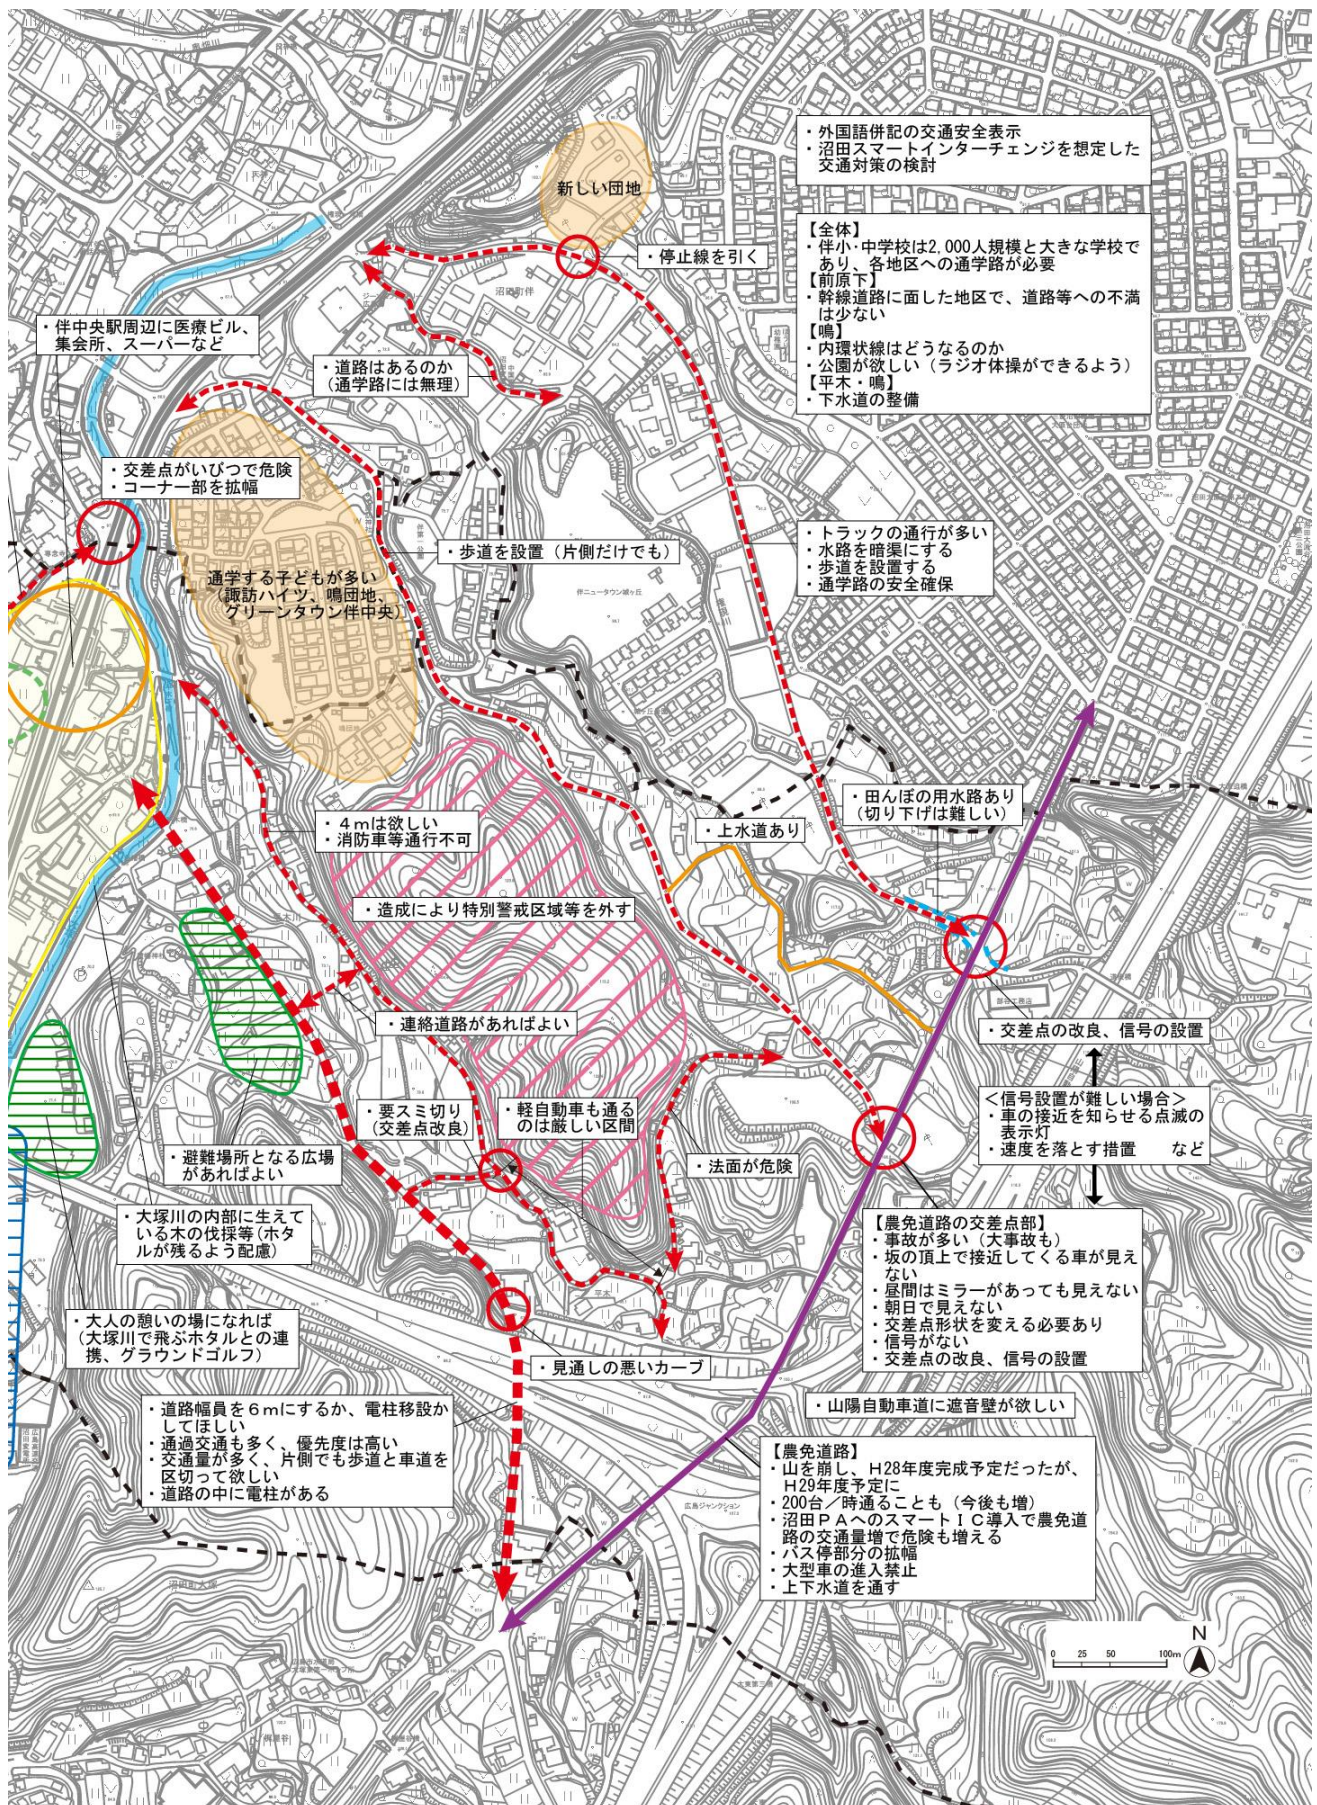 新しい団地
・外国語併記の交通安全表示
・沼田スマートインターチェンジを想定した
交通対策の検討
【全体】
・伴小・中学校は2,000人規模と大きな学校で
あり、各地区への通学路が必要
【前原下】
・幹線道路に面した地区で、道路等への不満
は少ない
【鳴】
・内環状線はどうなるのか
・公園が欲しい（ラジオ体操ができるよう）
【平木・鳴】
・下水道の整備
・停止線を引く
沼田町伴
・伴中央駅周辺に医療ビル、
集会所、スーパーなど
・道路はあるのか
（通学路には無理）
・交差点がいびつで危険
・コーナー部を拡幅
・歩道を設置（片側だけでも）
・トラックの通行が多い
・水路を暗渠にする
・歩道を設置する
・通学路の安全確保
通学する子どもが多い
（諏訪ハイツ、鳴団地、
グリーンタウン伴中央）
伴ニュータウン城ヶ丘
・田んぼの用水路あり
（切り下げは難しい）
・４ｍは欲しい
・消防車等通行不可
・上水道あり
・造成により特別警戒区域等を外す
・連絡道路があればよい
・交差点の改良、信号の設置
＜信号設置が難しい場合＞
・車の接近を知らせる点滅の
表示灯
・速度を落とす措置　　など
・要スミ切り
（交差点改良）
・軽自動車も通る
のは厳しい区間
・法面が危険
・避難場所となる広場
があればよい
・大塚川の内部に生えて
いる木の伐採等（ホタ
ルが残るよう配慮）
【農免道路の交差点部】
・事故が多い（大事故も）
・坂の頂上で接近してくる車が見え
ない
・昼間はミラーがあっても見えない
・朝日で見えない
・交差点形状を変える必要あり
・信号がない
・交差点の改良、信号の設置
平木
・大人の憩いの場になれば
（大塚川で飛ぶホタルとの連
携、グラウンドゴルフ）
・見通しの悪いカーブ
・道路幅員を６ｍにするか、電柱移設か
してほしい
・通過交通も多く、優先度は高い
・交通量が多く、片側でも歩道と車道を
区切って欲しい
・道路の中に電柱がある
・山陽自動車道に遮音壁が欲しい
【農免道路】
・山を崩し、Ｈ28年度完成予定だったが、
Ｈ29年度予定に
・200台／時通ることも（今後も増）
・沼田ＰＡへのスマートＩＣ導入で農免道
路の交通量増で危険も増える
・バス停部分の拡幅
・大型車の進入禁止
・上下水道を通す
広島ジャンクション
沼田町大塚
N
0 25 50 100m